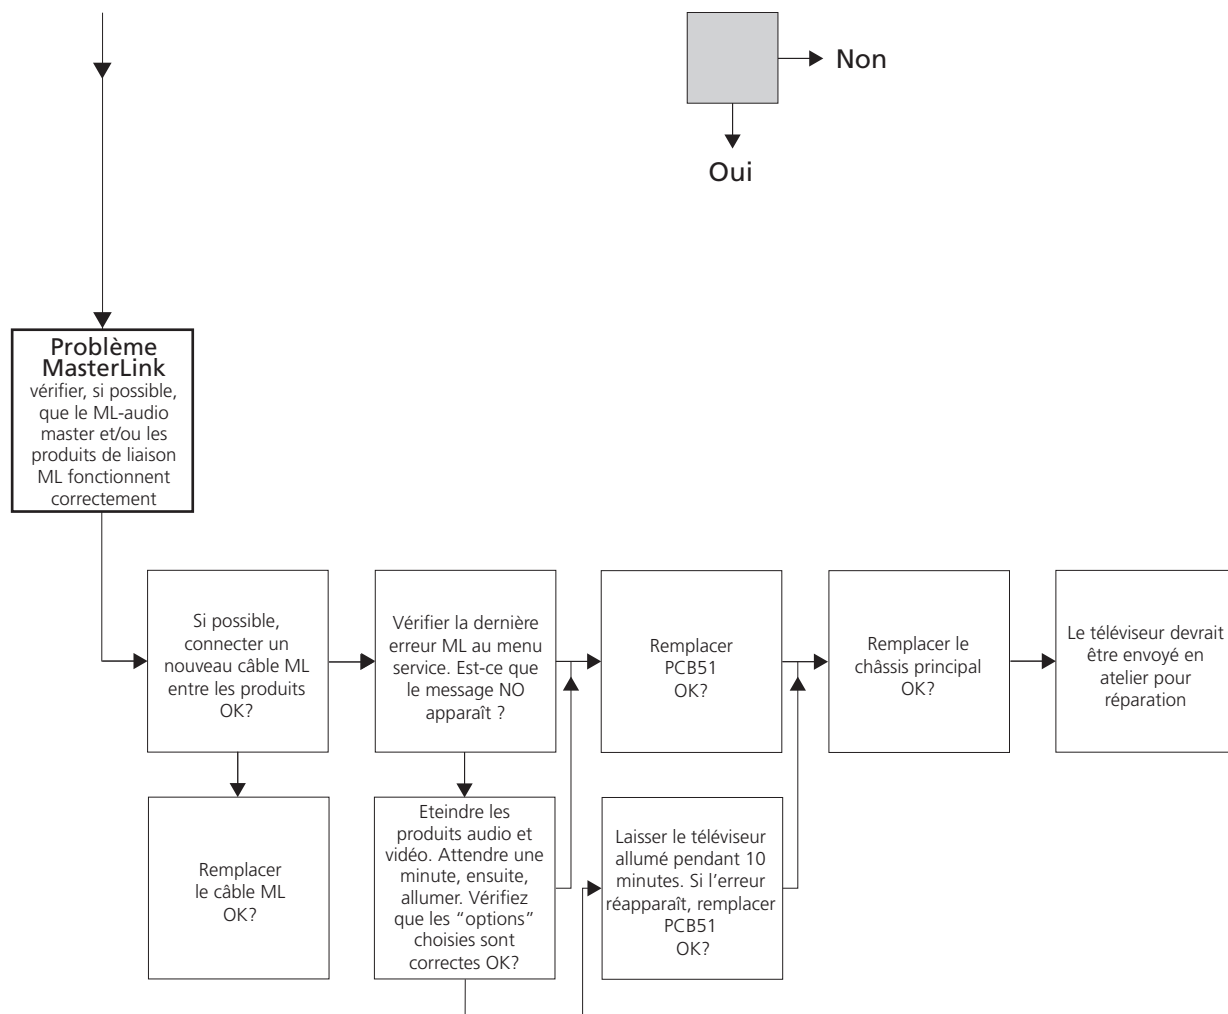 Non
Oui
Problème
MasterLink
vérifier, si possible,
que le ML-audio
master et/ou les
produits de liaison
ML fonctionnent
correctement
Si possible,
connecter un
nouveau câble ML
entre les produits
OK?
Vérifier la dernière
erreur ML au menu
service. Est-ce que
le message NO
apparaît ?
Remplacer
PCB51
OK?
Remplacer le
châssis principal
OK?
Le téléviseur devrait
être envoyé en
atelier pour
réparation
Remplacer
le câble ML
OK?
Eteindre les
produits audio et
vidéo. Attendre une
minute, ensuite,
allumer. Vérifiez
que les “options”
choisies sont
correctes OK?
Laisser le téléviseur
allumé pendant 10
minutes. Si l’erreur
réapparaît, remplacer
PCB51
OK?